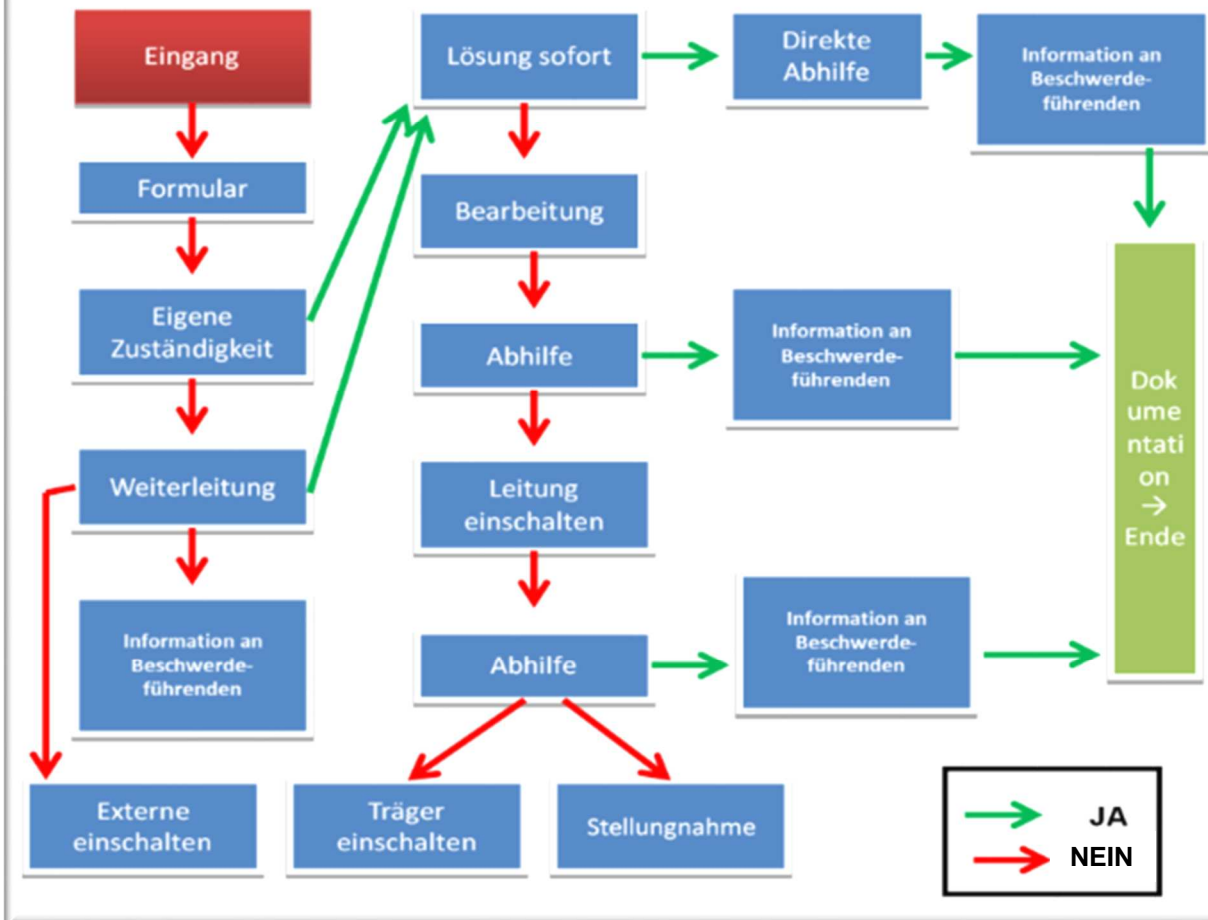 Eingang
Formular
Eigene
Zuständigkeit
Weiterleitung
Information an
Beschwerde-
führenden
Externe
einschalten
Lösung sofort
Bearbeitung
Abhilfe
Leitung
einschalten
Abhilfe
Träger
einschalten
Stellungnahme
Direkte
Abhilfe
Information an
Beschwerde-
führenden
Information an
Beschwerde-
führenden
Information an
Beschwerde-
führenden
Dok
ume
ntati
on
→
Ende
JA
NEIN